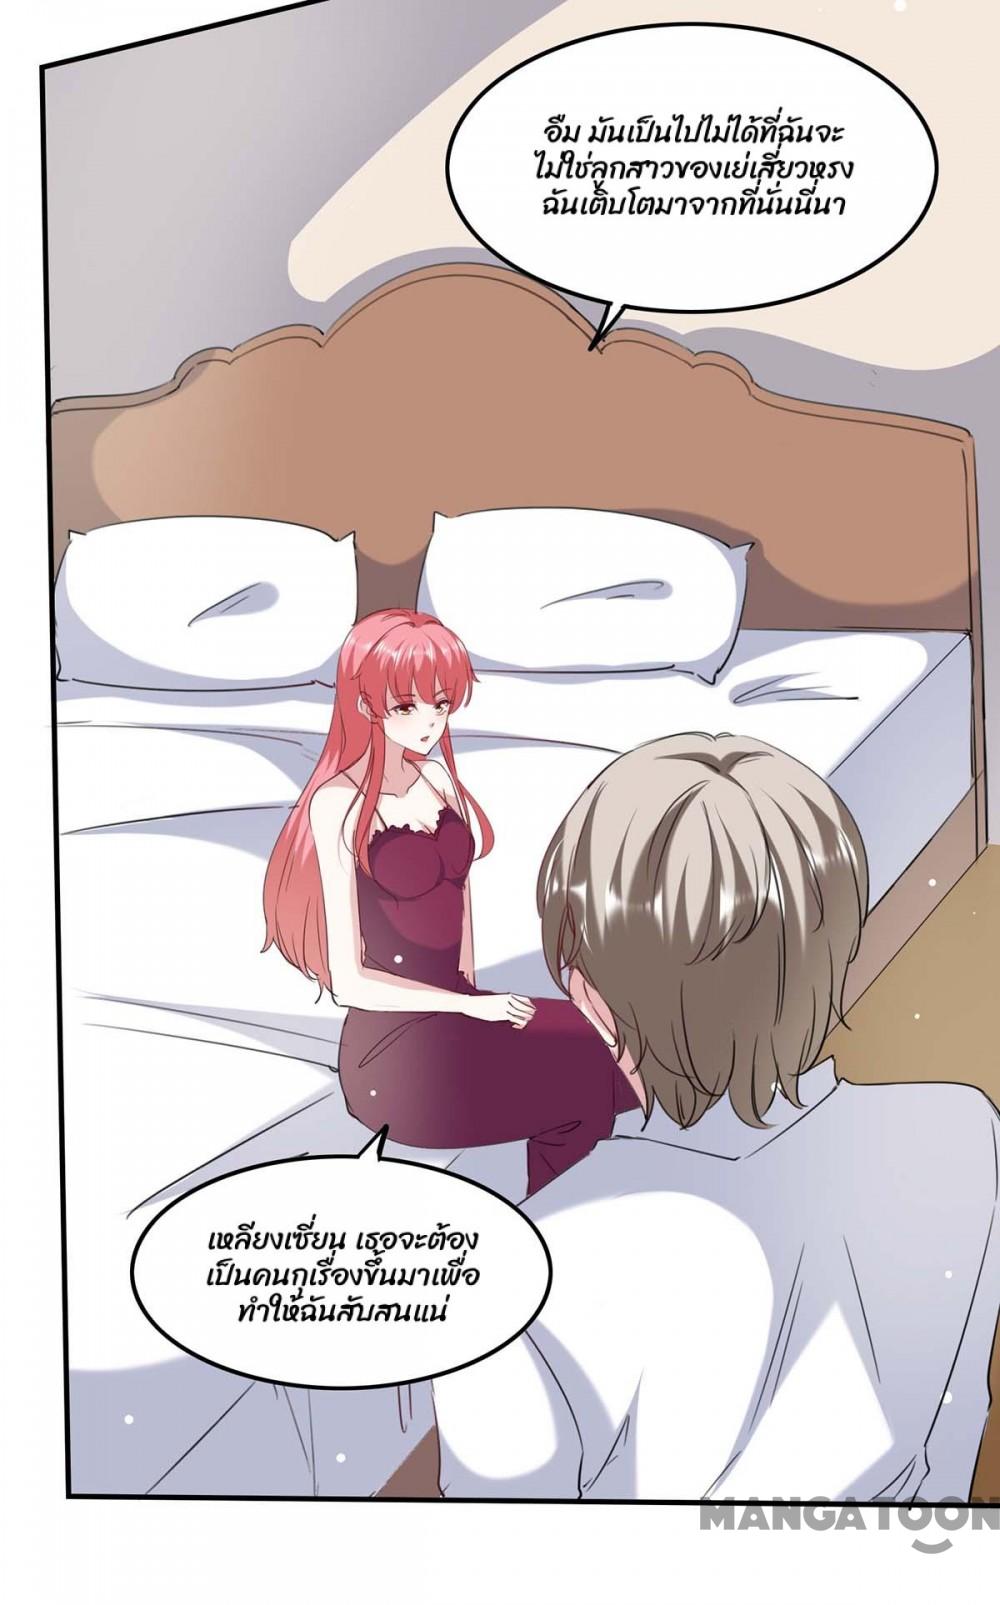 อืม มันเป็นไปไม่ได้ที่ฉันจะ
ไม่ใช่ลูกสาวของเย่เสี่ยวหรง
ฉันเติบโตมาจากที่นั่นนี่นา
เหลียงเซี่ยน เธอจะต้อง
เป็นคนกุเรื่องขึ้นมาเพื่อ
ทำให้ฉันสับสนแน่
MANGATOON